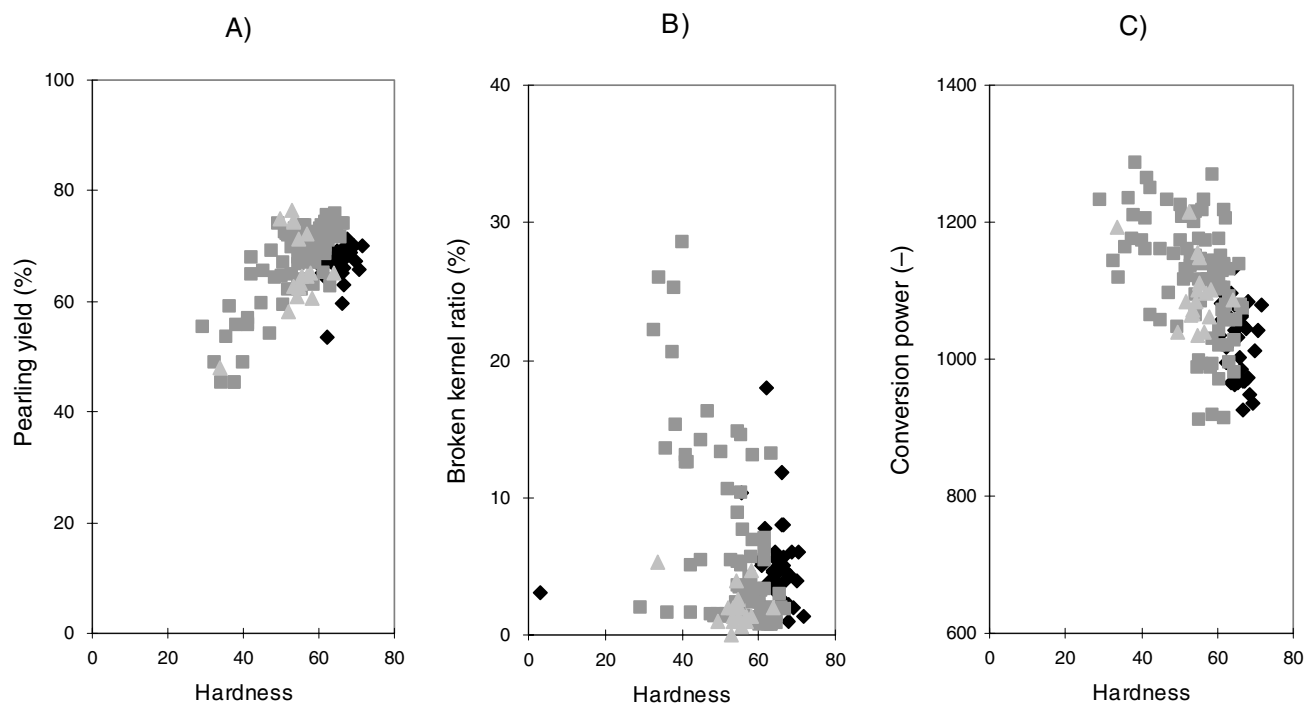 A)
B)
C)
Pearling yield (%)
100
80
60
40
20
0
0 20 40 60 80
Hardness
Broken kernel ratio (%)
40
30
20
10
0
0 20 40 60 80
Hardness
Conversion power (–)
1400
1200
1000
800
600
0 20 40 60 80
Hardness